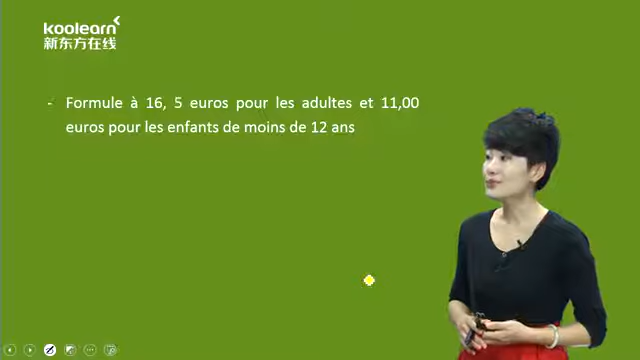 koolearn
新东方在线
- Formule à 16, 5 euros pour les adultes et 11,00
euros pour les enfants de moins de 12 ans